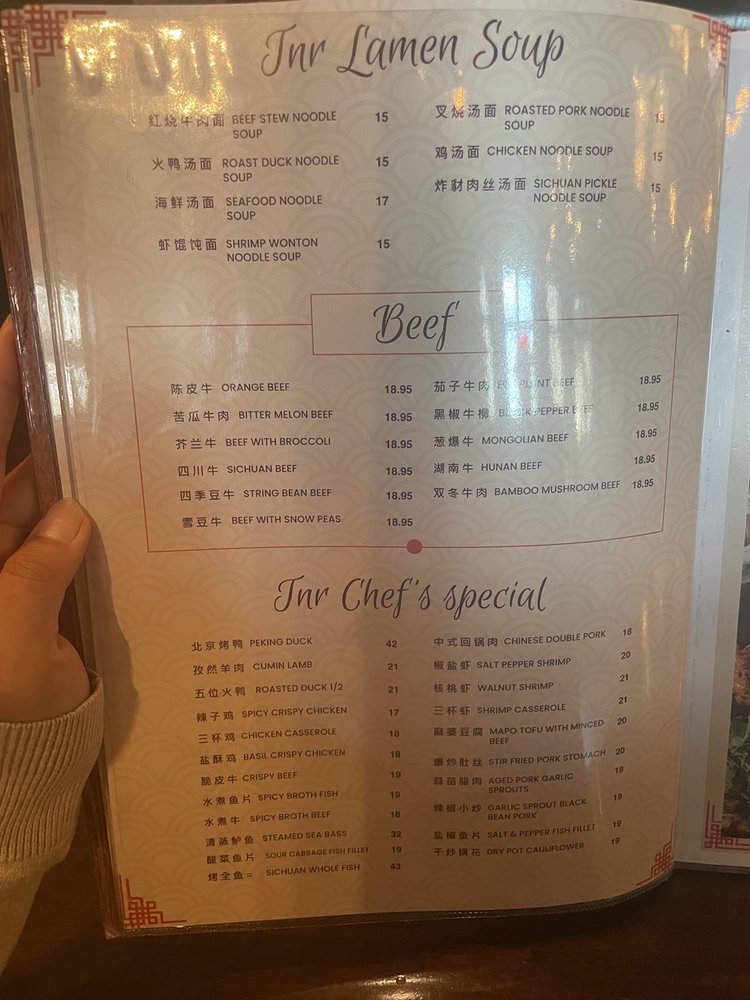 Tnr Lamen Soup
红烧牛肉面 BEEF STEW NOODLE 15
SOUP
火鸭汤面 ROAST DUCK NOODLE 15
SOUP
海鲜汤面 SEAFOOD NOODLE 17
SOUP
虾馄饨面 SHRIMP WONTON 15
NOODLE SOUP
叉烧汤面 ROASTED PORK NOODLE 15
SOUP
鸡汤面 CHICKEN NOODLE SOUP 15
炸豺肉丝汤面 SICHUAN PICKLE 15
NOODLE SOUP
Beef
陈皮牛 ORANGE BEEF 18.95
苦瓜牛肉 BITTER MELON BEEF 18.95
芥兰牛 BEEF WITH BROCCOLI 18.95
四川牛 SICHUAN BEEF 18.95
四季豆牛 STRING BEAN BEEF 18.95
雪豆牛 BEEF WITH SNOW PEAS 18.95
茄子牛肉 EGGPLANT BEEF 18.95
黑椒牛柳 BLACK PEPPER BEEF 18.95
葱爆牛 MONGOLIAN BEEF 18.95
湖南牛 HUNAN BEEF 18.95
双冬牛肉 BAMBOO MUSHROOM BEEF 18.95
Tnr Chef's special
北京烤鸭 PEKING DUCK 42
孜然羊肉 CUMIN LAMB 21
五位火鸭 ROASTED DUCK 1/2 21
辣子鸡 SPICY CRISPY CHICKEN 17
三杯鸡 CHICKEN CASSEROLE 18
盐酥鸡 BASIL CRISPY CHICKEN 18
脆皮牛 CRISPY BEEF 19
水煮鱼片 SPICY BROTH FISH 19
水煮牛 SPICY BROTH BEEF 18
清蒸鲈鱼 STEAMED SEA BASS 32
酸菜鱼片 SOUR CABBAGE FISH FILLET 19
烤全鱼= SICHUAN WHOLE FISH 43
中式回锅肉 CHINESE DOUBLE PORK 18
椒盐虾 SALT PEPPER SHRIMP 20
核桃虾 WALNUT SHRIMP 21
三杯虾 SHRIMP CASSEROLE 21
麻婆豆腐 MAPO TOFU WITH MINCED 20
BEEF
爆炒肚丝 STIR FRIED PORK STOMACH 20
蒜苗腊肉 AGED PORK GARLIC 18
SPROUTS
辣椒小炒 GARLIC SPROUT BLACK 18
BEAN PORK
盐椒鱼片 SALT & PEPPER FISH FILLET 19
干炒锅花 DRY POT CAULIFLOWER 19